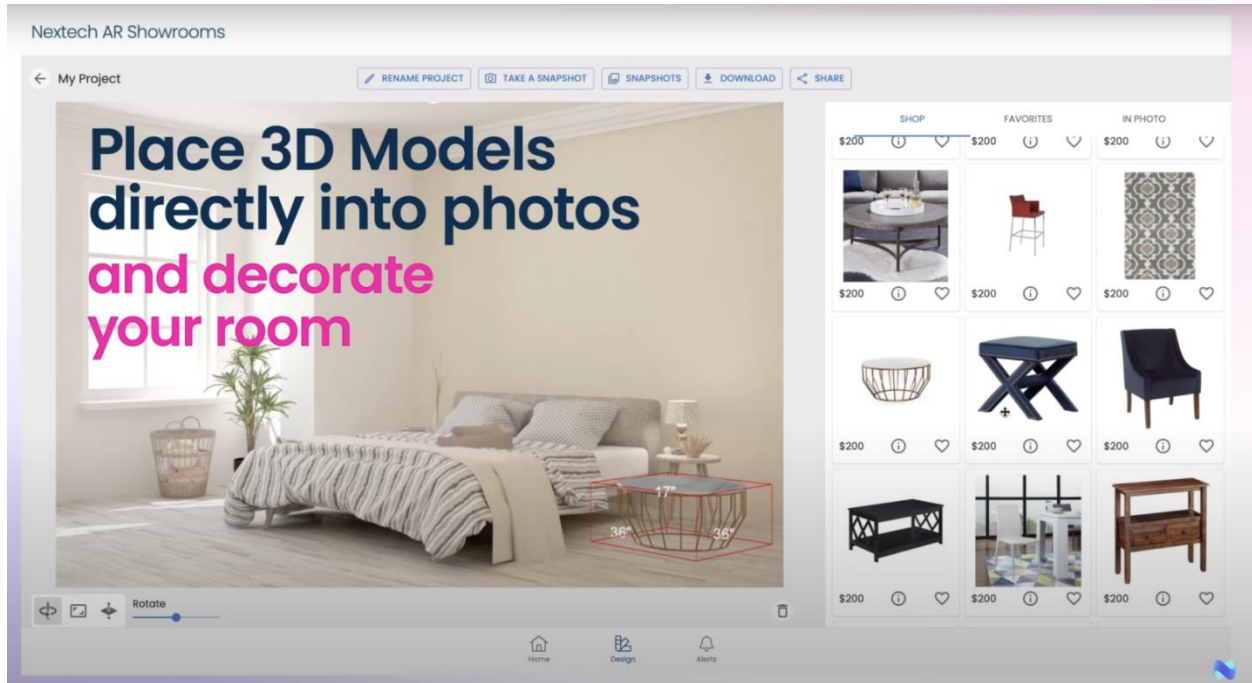 Nextech AR Showrooms
My Project
RENAME PROJECT
TAKE A SNAPSHOT
SNAPSHOTS
DOWNLOAD
SHARE
Place 3D Models
directly into photos
and decorate
your room
17"
36"
36"
Rotate
SHOP
FAVORITES
IN PHOTO
$200
$200
$200
$200
$200
$200
$200
$200
$200
$200
$200
$200
Home
Design
Alerts